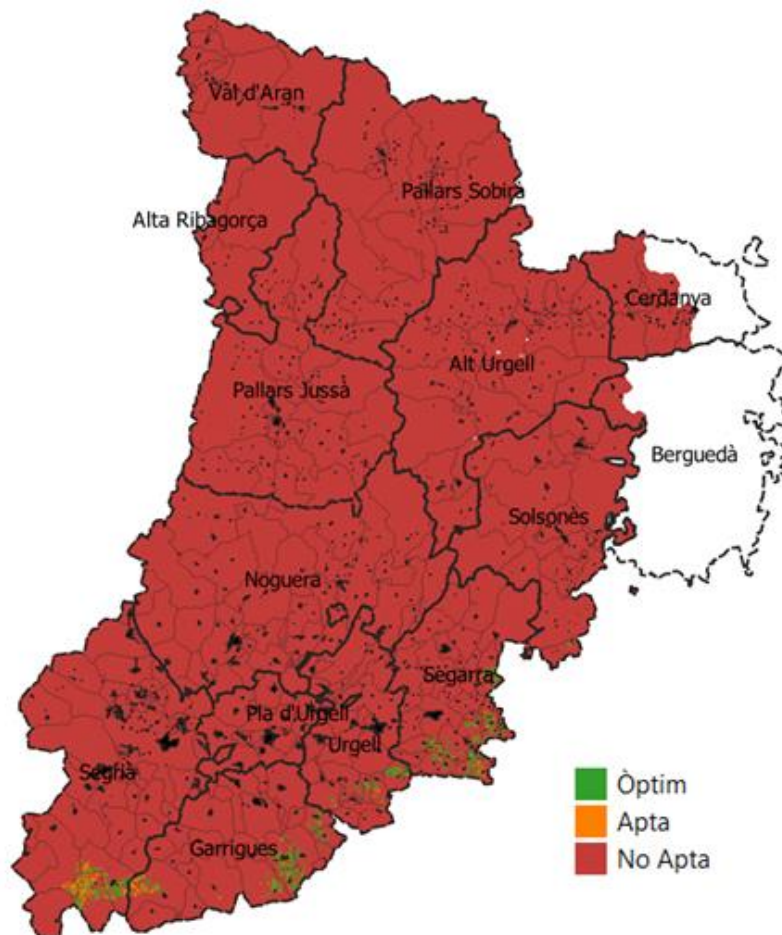 Val d'Aran
Pallars Sobirà
Alta Ribagorça
Cerdanya
Alt Urgell
Pallars Jussà
Berguedà
Solsonès
Noguera
Segarra
Pla d'Urgell
Urgell
Segrià
Òptim
Apta
Garrigues
No Apta